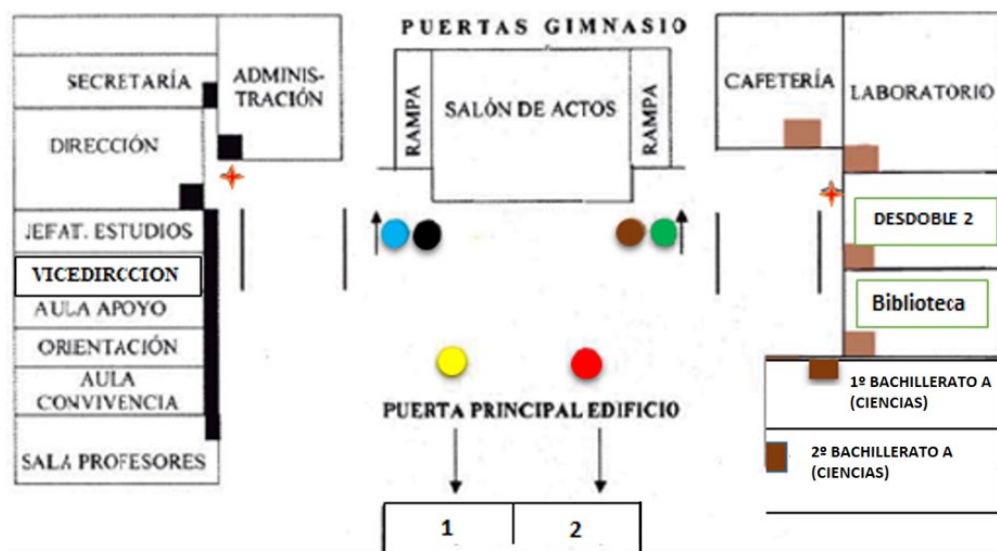 PUERTAS GIMNASIO
SECRETARÍA
ADMINIS-
TRACIÓN
DIRECCIÓN
RAMPA
SALÓN DE ACTOS
RAMPA
CAFETERÍA
LABORATORIO
JEFAT. ESTUDIOS
VICEDIRCCION
AULA APOYO
ORIENTACIÓN
AULA
CONVIVENCIA
SALA PROFESORES
DESDOBLE 2
Biblioteca
1º BACHILLERATO A
(CIENCIAS)
2º BACHILLERATO A
(CIENCIAS)
PUERTA PRINCIPAL EDIFICIO
1
2